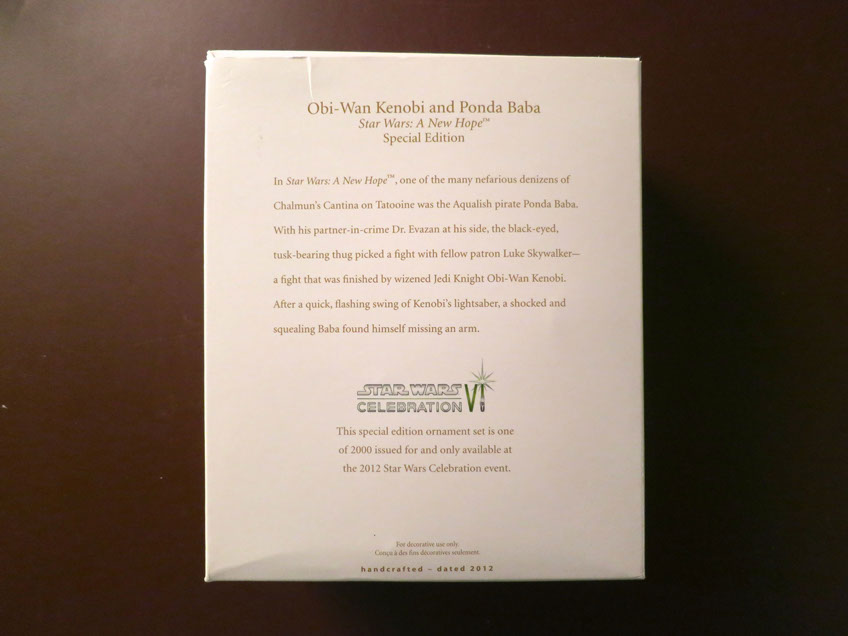 Obi-Wan Kenobi and Ponda Baba
Star Wars: A New Hope™
Special Edition
In Star Wars: A New Hope™, one of the many nefarious denizens of
Chalmun's Cantina on Tatooine was the Aqualish pirate Ponda Baba.
With his partner-in-crime Dr. Evazan at his side, the black-eyed,
tusk-bearing thug picked a fight with fellow patron Luke Skywalker—
a fight that was finished by wizened Jedi Knight Obi-Wan Kenobi.
After a quick, flashing swing of Kenobi's lightsaber, a shocked and
squealing Baba found himself missing an arm.
STAR WARS
CELEBRATION VI
This special edition ornament set is one
of 2000 issued for and only available at
the 2012 Star Wars Celebration event.
For decorative use only.
Conçu à des fins décoratives seulement.
handcrafted – dated 2012